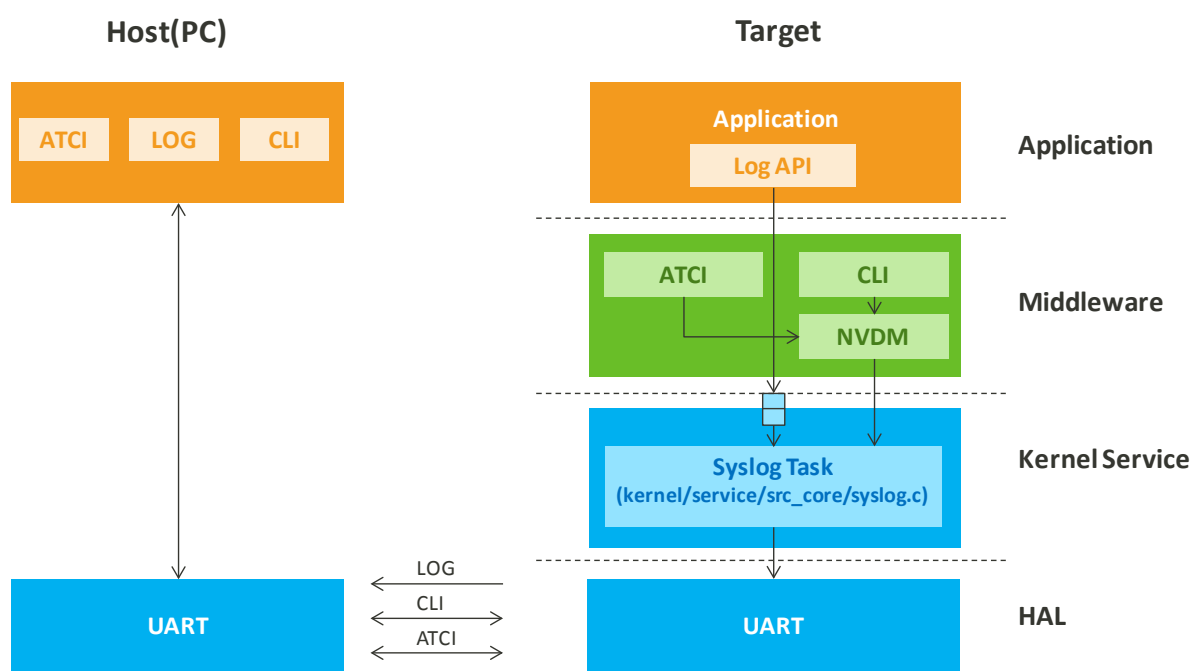 Host(PC)
Target
ATCI
LOG
CLI
Application
Log API
Application
ATCI
CLI
NVDM
Middleware
Syslog Task
(kernel/service/src_core/syslog.c)
Kernel Service
LOG
CLI
ATCI
UART
UART
HAL